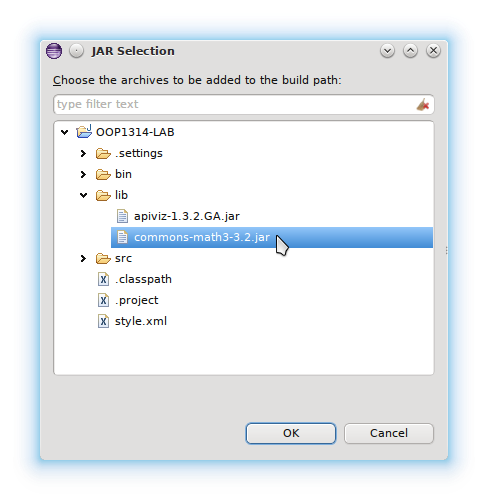 JAR Selection
Choose the archives to be added to the build path:
type filter text
OOP1314-LAB
.settings
bin
lib
apiviz-1.3.2.GA.jar
commons-math3-3.2.jar
src
.classpath
.project
style.xml
OK Cancel